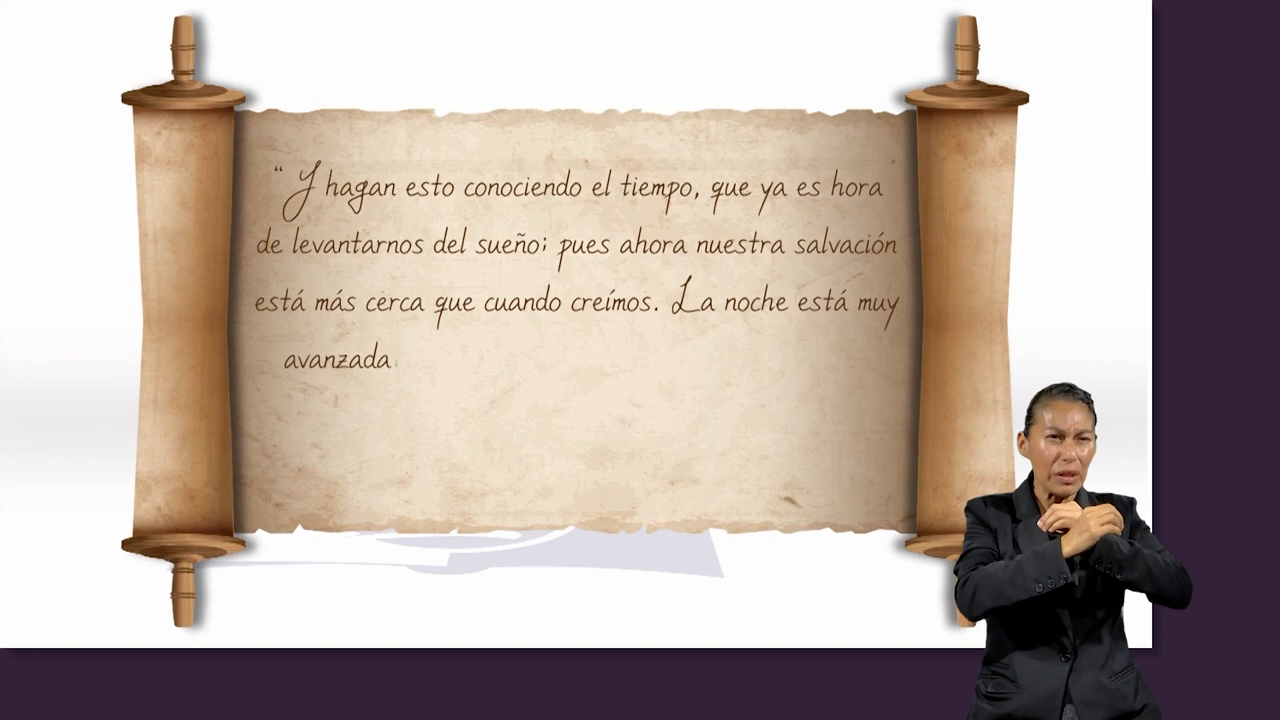 “ Y hagan esto conociendo el tiempo, que ya es hora
de levantarnos del sueño; pues ahora nuestra salvación
está más cerca que cuando creímos. La noche está muy
avanzada